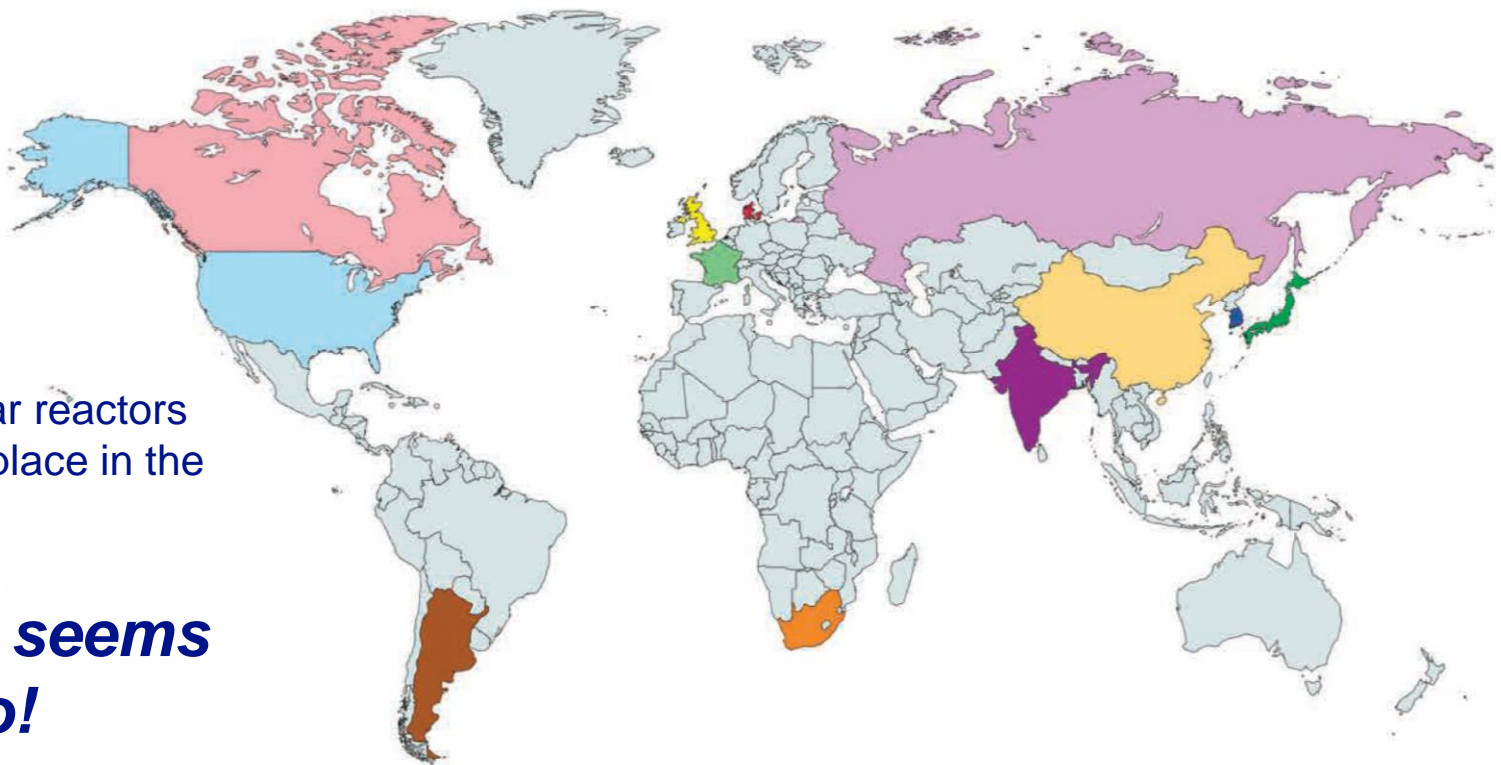 ar reactors
place in the
seems
o!